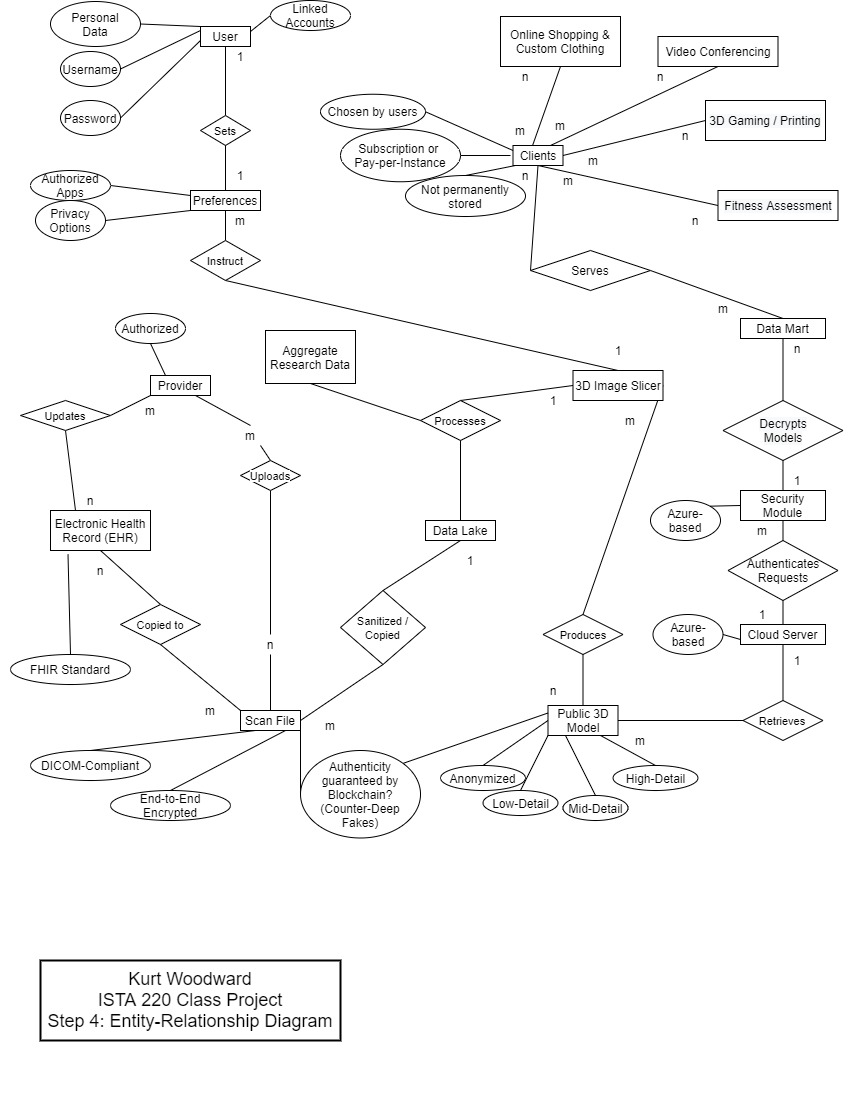 Personal
Data
User
Linked
Accounts
1
Username
Password
Sets
1
Authorized
Apps
Preferences
Privacy
Options
m
Instruct
Online Shopping &
Custom Clothing
n
Video Conferencing
n
Chosen by users
m
m
3D Gaming / Printing
n
Subscription or
Pay-per-Instance
Clients
m
n
m
Not permanently
stored
Fitness Assessment
n
Serves
m
Data Mart
n
Authorized
Aggregate
Research Data
1
Provider
3D Image Slicer
1
m
Updates
m
m
Processes
Decrypts
Models
Uploads
1
n
Electronic Health
Record (EHR)
Data Lake
Security
Module
Azure-
based
m
n
1
Authenticates
Requests
Copied to
Sanitized /
Copied
Produces
1
Azure-
based
Cloud Server
n
1
FHIR Standard
n
m
Scan File
m
Public 3D
Model
m
Retrieves
DICOM-Compliant
End-to-End
Encrypted
Authenticity
guaranteed by
Blockchain?
(Counter-Deep
Fakes)
Anonymized
Low-Detail
Mid-Detail
High-Detail
Kurt Woodward
ISTA 220 Class Project
Step 4: Entity-Relationship Diagram